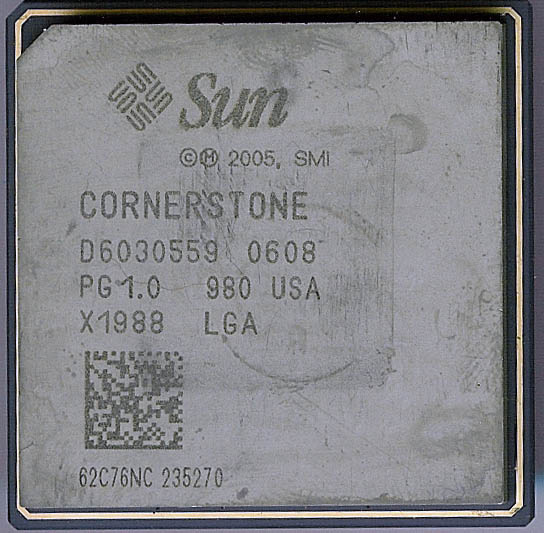 Sun
©Ⓜ 2005, SMI
CORNERSTONE
D6030559 0608
PG1.0 980 USA
X1988 LGA
62C76NC 235270